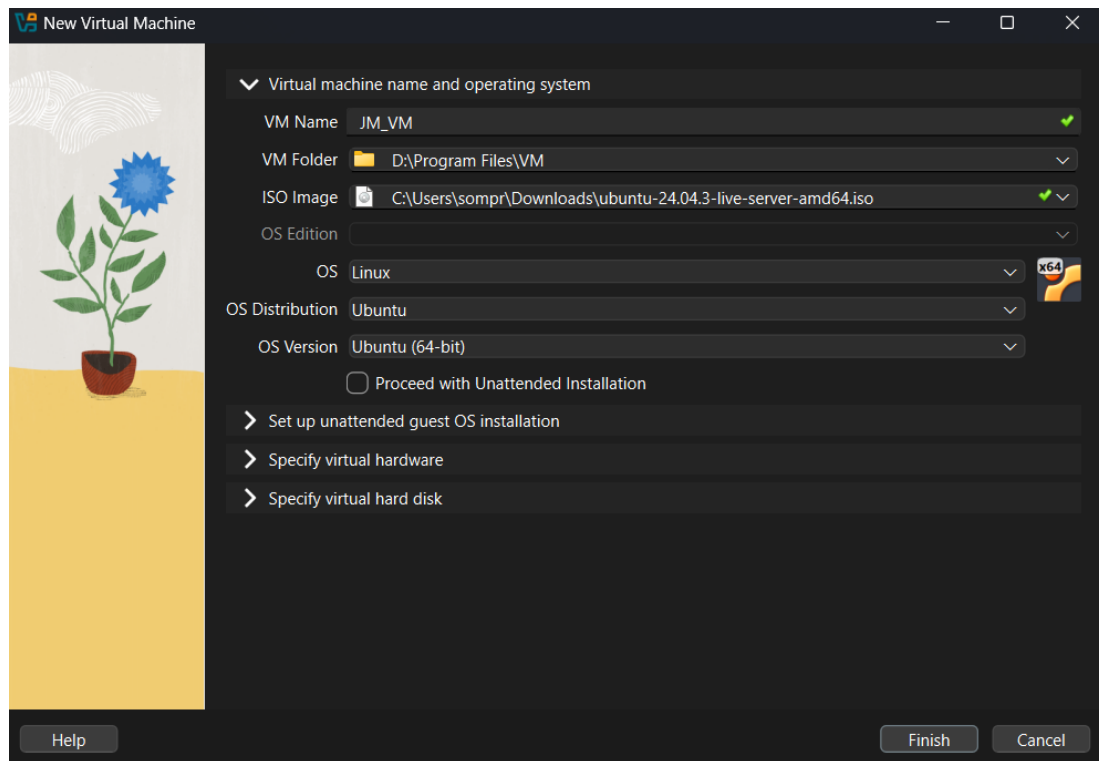 New Virtual Machine
Virtual machine name and operating system
VM Name JM_VM
VM Folder D:\Program Files\VM
ISO Image C:\Users\sompr\Downloads\ubuntu-24.04.3-live-server-amd64.iso
OS Edition
OS Linux
x64
OS Distribution Ubuntu
OS Version Ubuntu (64-bit)
Proceed with Unattended Installation
Set up unattended guest OS installation
Specify virtual hardware
Specify virtual hard disk
Help Finish Cancel